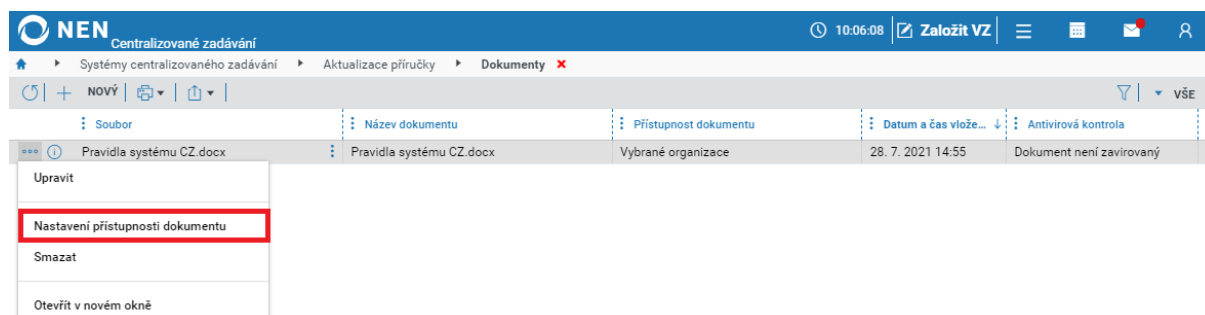 NEN Centralizované zadávání 10:06:08 Založit VZ
Systémy centralizovaného zadávání Aktualizace příručky Dokumenty
NOVÝ VŠE
Soubor Název dokumentu Přístupnost dokumentu Datum a čas vlože... Antivirová kontrola
Pravidla systému CZ.docx Pravidla systému CZ.docx Vybrané organizace 28. 7. 2021 14:55 Dokument není zavirovaný
Upravit
Nastavení přístupnosti dokumentu
Smazat
Otevřít v novém okně